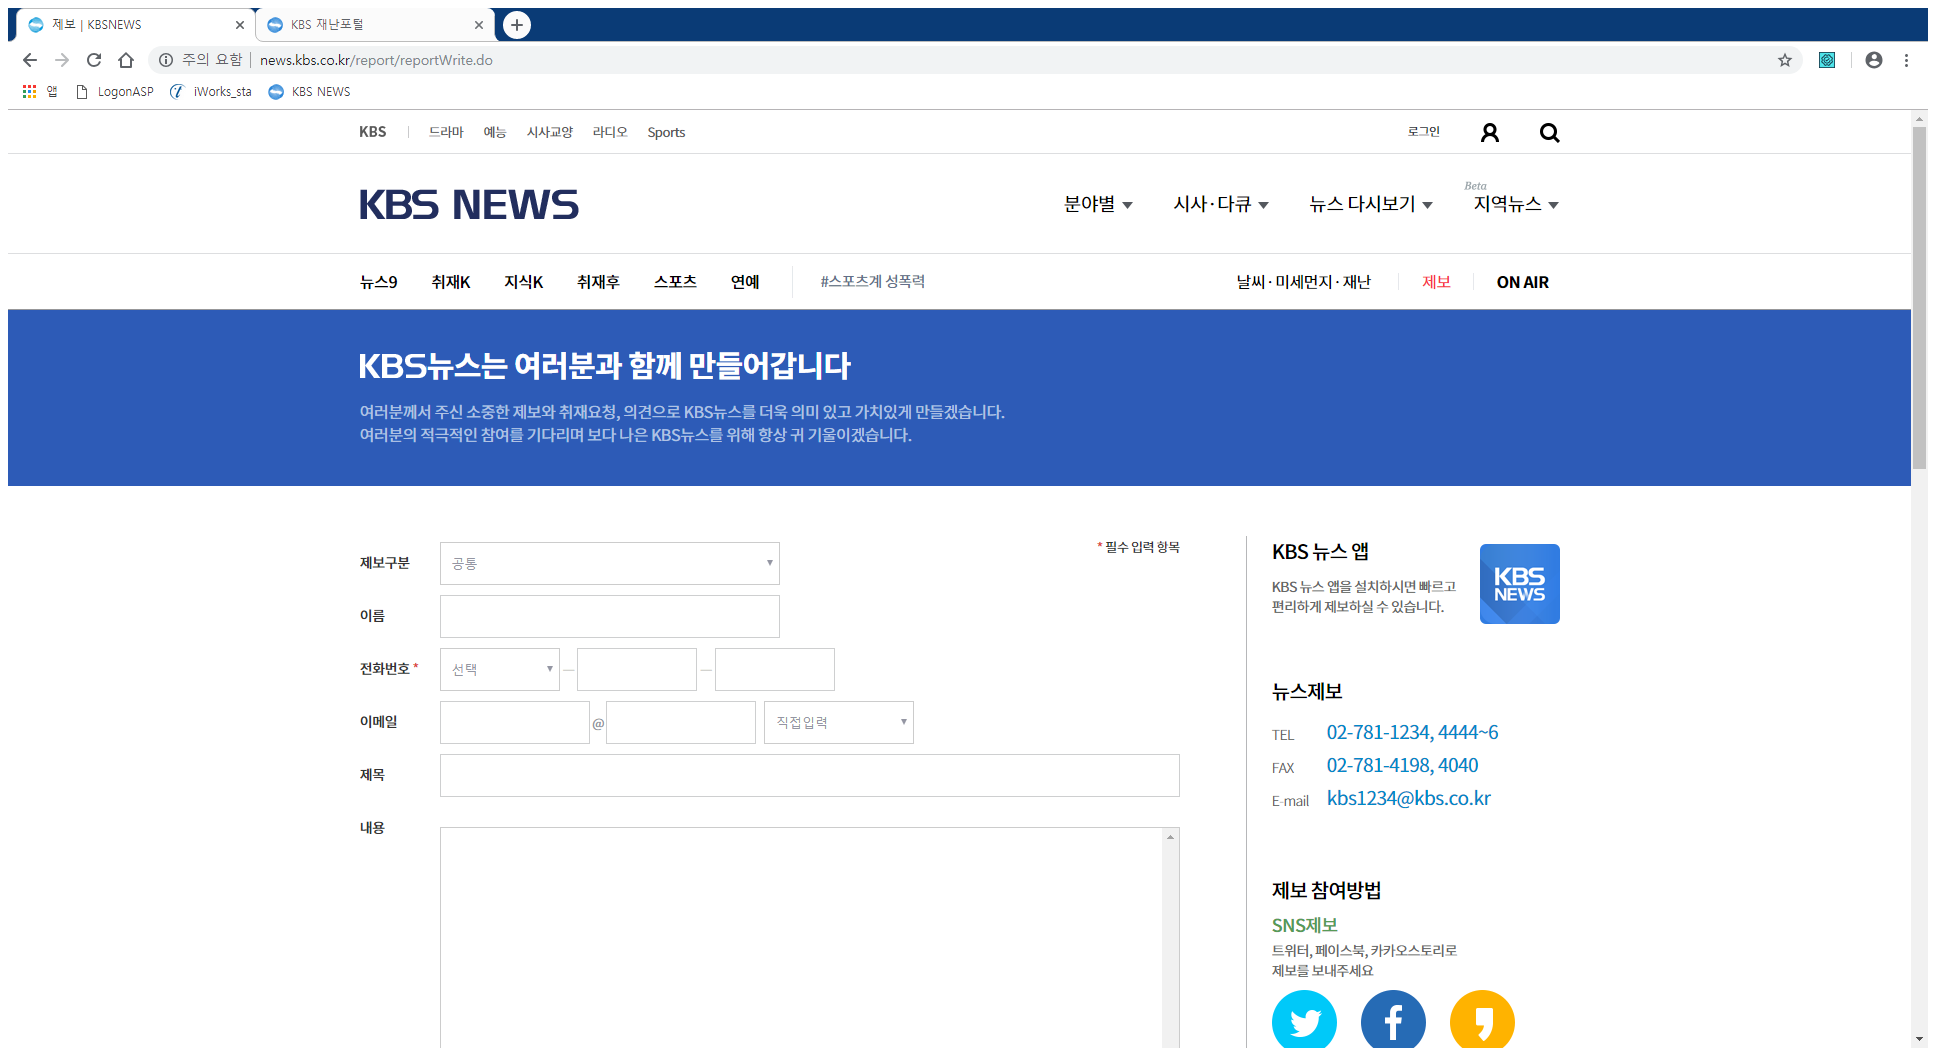 제보 | KBSNEWS
KBS 재난포털
주의 요함 | news.kbs.co.kr/report/reportWrite.do
앱 LogonASP iWorks_sta KBS NEWS
KBS 드라마 예능 시사교양 라디오 Sports 로그인
KBS NEWS
Beta
분야별 시사·다큐 뉴스 다시보기 지역뉴스
뉴스9 취재K 지식K 취재후 스포츠 연예 #스포츠계 성폭력 날씨·미세먼지·재난 제보 ON AIR
KBS뉴스는 여러분과 함께 만들어갑니다
여러분께서 주신 소중한 제보와 취재요청, 의견으로 KBS뉴스를 더욱 의미 있고 가치있게 만들겠습니다.
여러분의 적극적인 참여를 기다리며 보다 나은 KBS뉴스를 위해 항상 귀 기울이겠습니다.
* 필수 입력 항목
제보구분 공통
이름
전화번호 * 선택
이메일 @ 직접입력
제목
내용
KBS 뉴스 앱
KBS 뉴스 앱을 설치하시면 빠르고
편리하게 제보하실 수 있습니다.
KBS
NEWS
뉴스제보
TEL 02-781-1234, 4444~6
FAX 02-781-4198, 4040
E-mail kbs1234@kbs.co.kr
제보 참여방법
SNS제보
트위터, 페이스북, 카카오스토리로
제보를 보내주세요